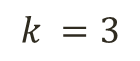 k = 3